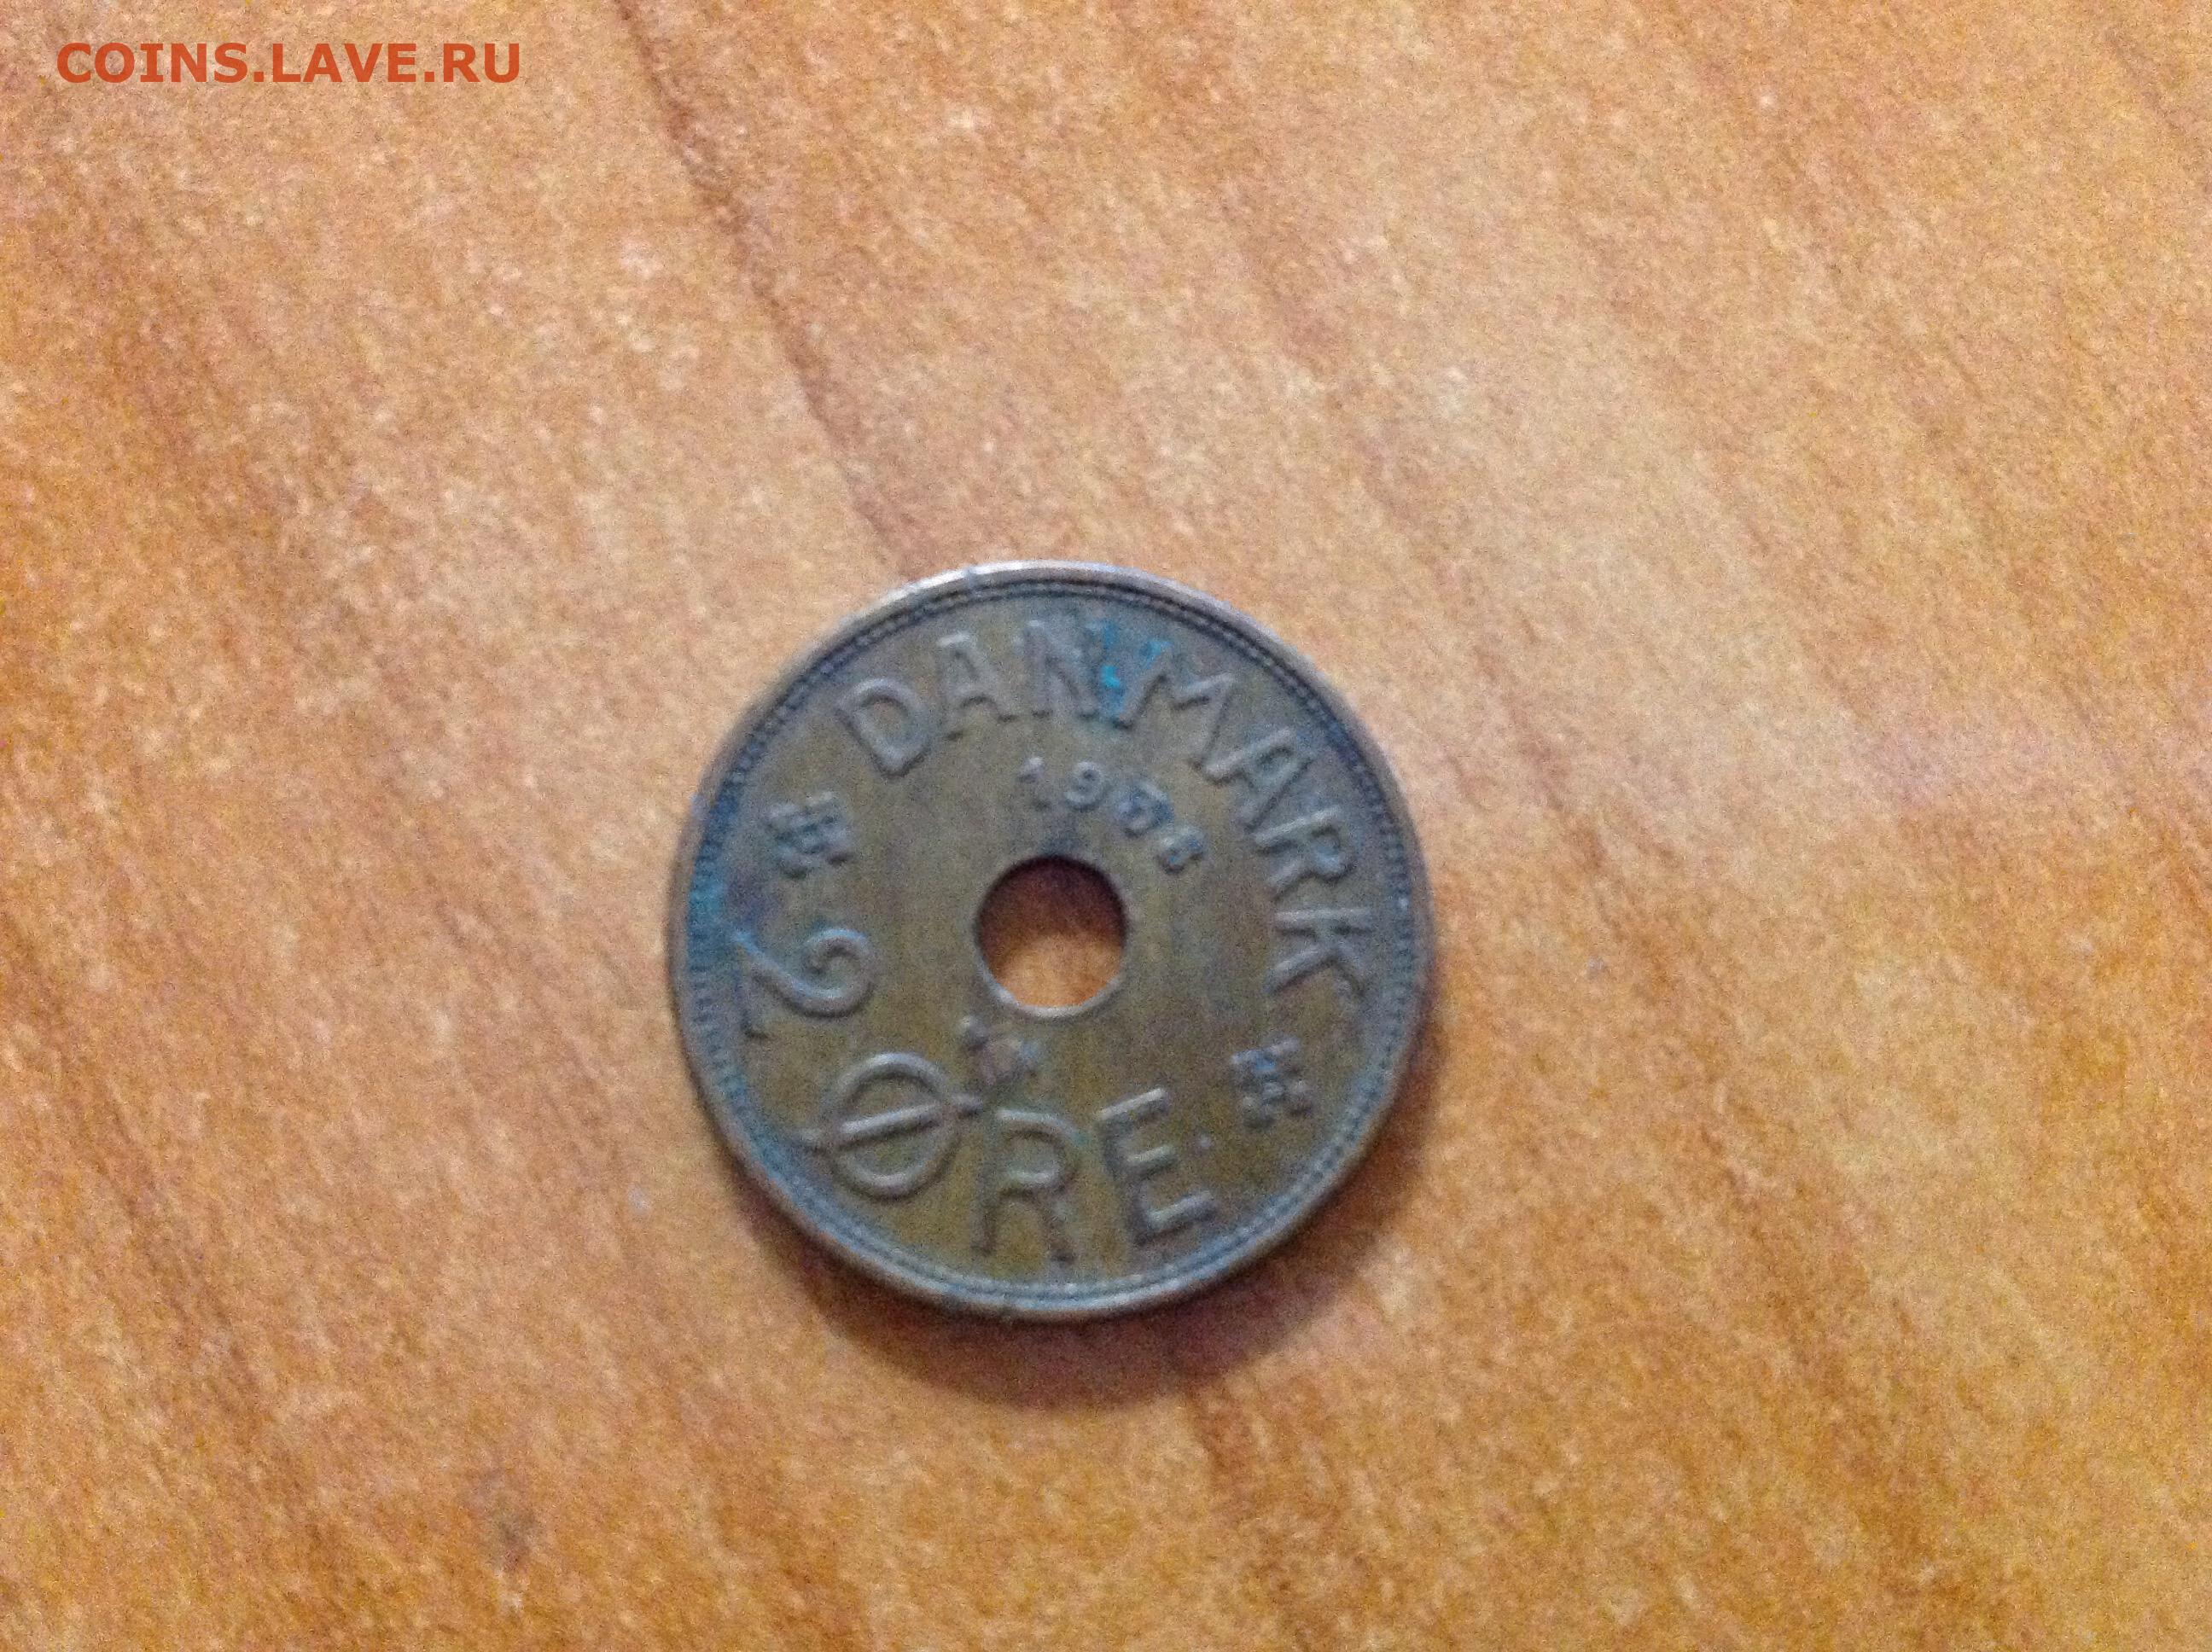 COINS.LAVE.RU
DANMARK
2 ØRE